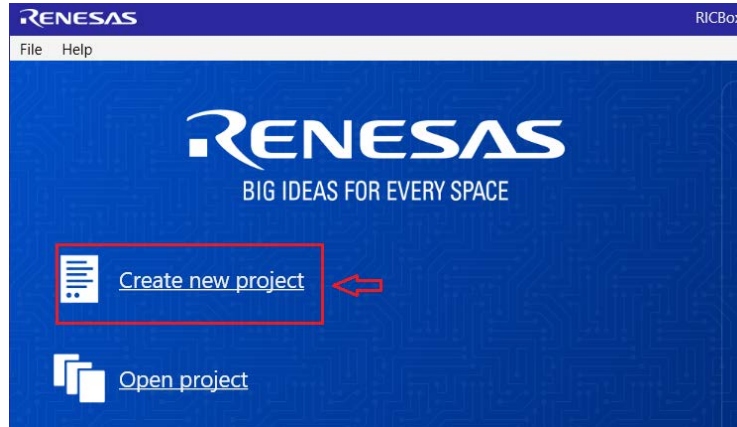 RENESAS
RICBox
File Help
RENESAS
BIG IDEAS FOR EVERY SPACE
Create new project
Open project